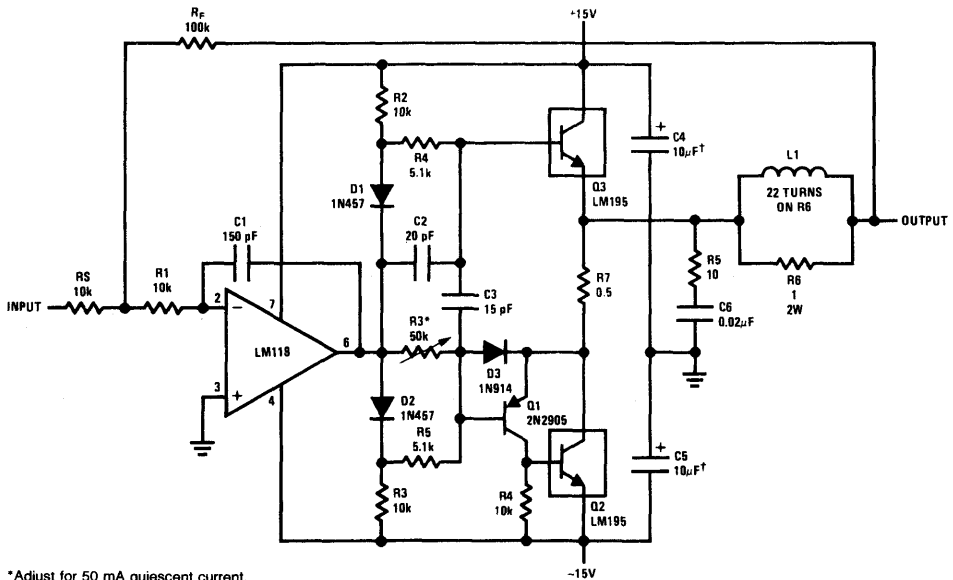 RF
100k
+15V
R2
10k
R4
5.1k
D1
1N457
Q3
LM195
+
C4
10µF†
L1
22 TURNS
ON R6
OUTPUT
C1
150 pF
C2
20 pF
RS
10k
R1
10k
INPUT
2
7
R3*
50k
C3
15 pF
R7
0.5
R5
10
C6
0.02µF
R6
1
2W
LM118
6
3
4
D3
1N914
D2
1N457
R5
5.1k
Q1
2N2905
+
C5
10µF†
R3
10k
R4
10k
Q2
LM195
-15V
*Adjust for 50 mA quiescent current